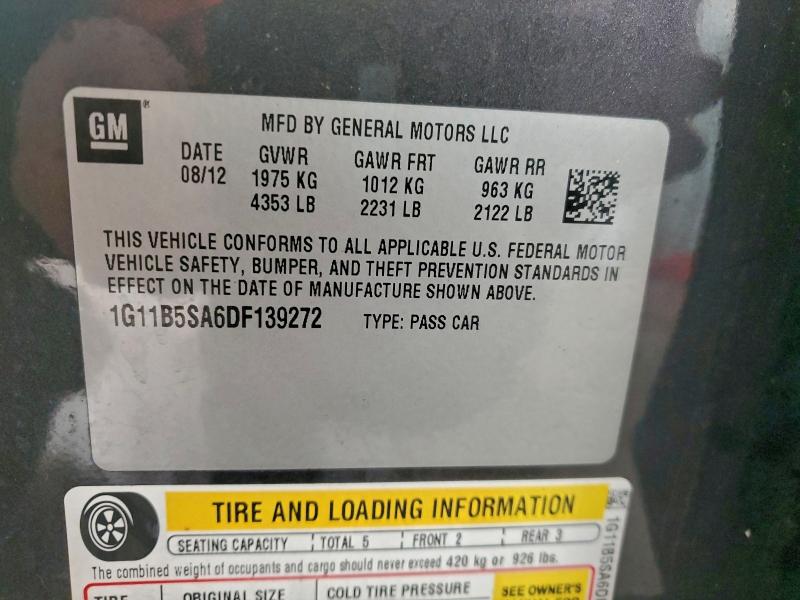 GM®
MFD BY GENERAL MOTORS LLC
DATE GVWR GAWR FRT GAWR RR
08/12 1975 KG 1012 KG 963 KG
4353 LB 2231 LB 2122 LB
THIS VEHICLE CONFORMS TO ALL APPLICABLE U.S. FEDERAL MOTOR
VEHICLE SAFETY, BUMPER, AND THEFT PREVENTION STANDARDS IN
EFFECT ON THE DATE OF MANUFACTURE SHOWN ABOVE.
1G11B5SA6DF139272 TYPE: PASS CAR
TIRE AND LOADING INFORMATION
SEATING CAPACITY TOTAL 5 FRONT 2 REAR 3
The combined weight of occupants and cargo should never exceed 420 kg or 926 lbs.
TIRE ORIGINAL SIZE COLD TIRE PRESSURE SEE OWNER'S
1G11B5SA6D